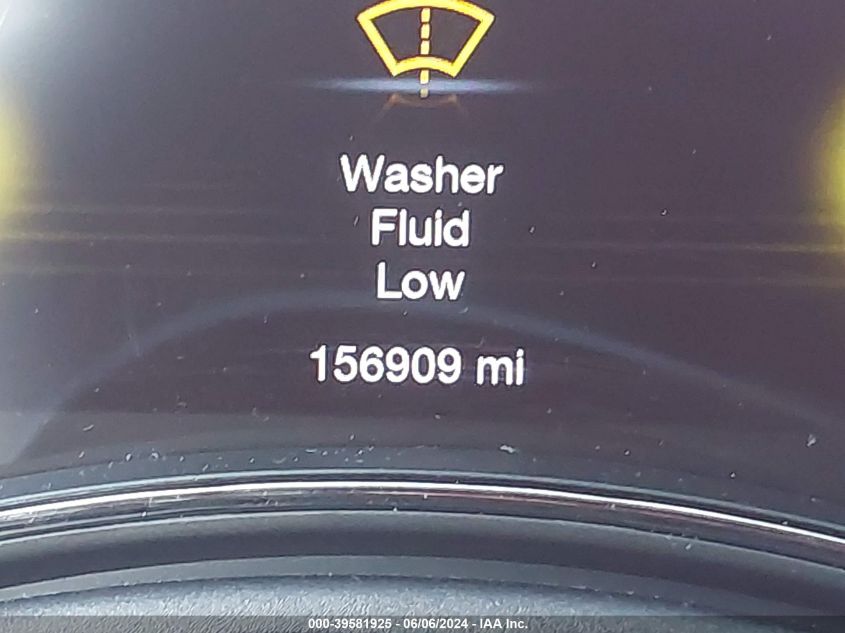 Washer
Fluid
Low
156909 mi
000-39581925 - 06/06/2024 - IAA Inc.